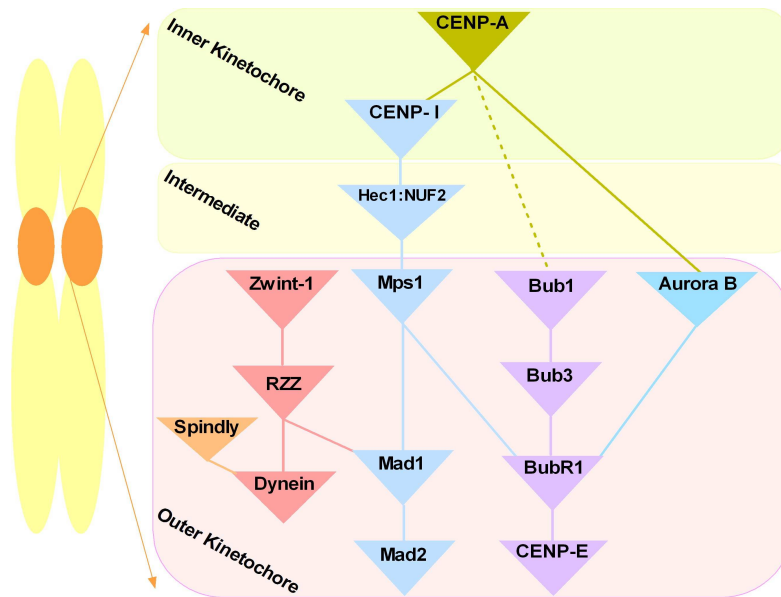 CENP-A
Inner Kinetochore
CENP- I
Intermediate
Hec1:NUF2
Zwint-1
Mps1
Bub1
Aurora B
RZZ
Bub3
Spindly
Mad1
BubR1
Dynein
Outer Kinetochore
Mad2
CENP-E